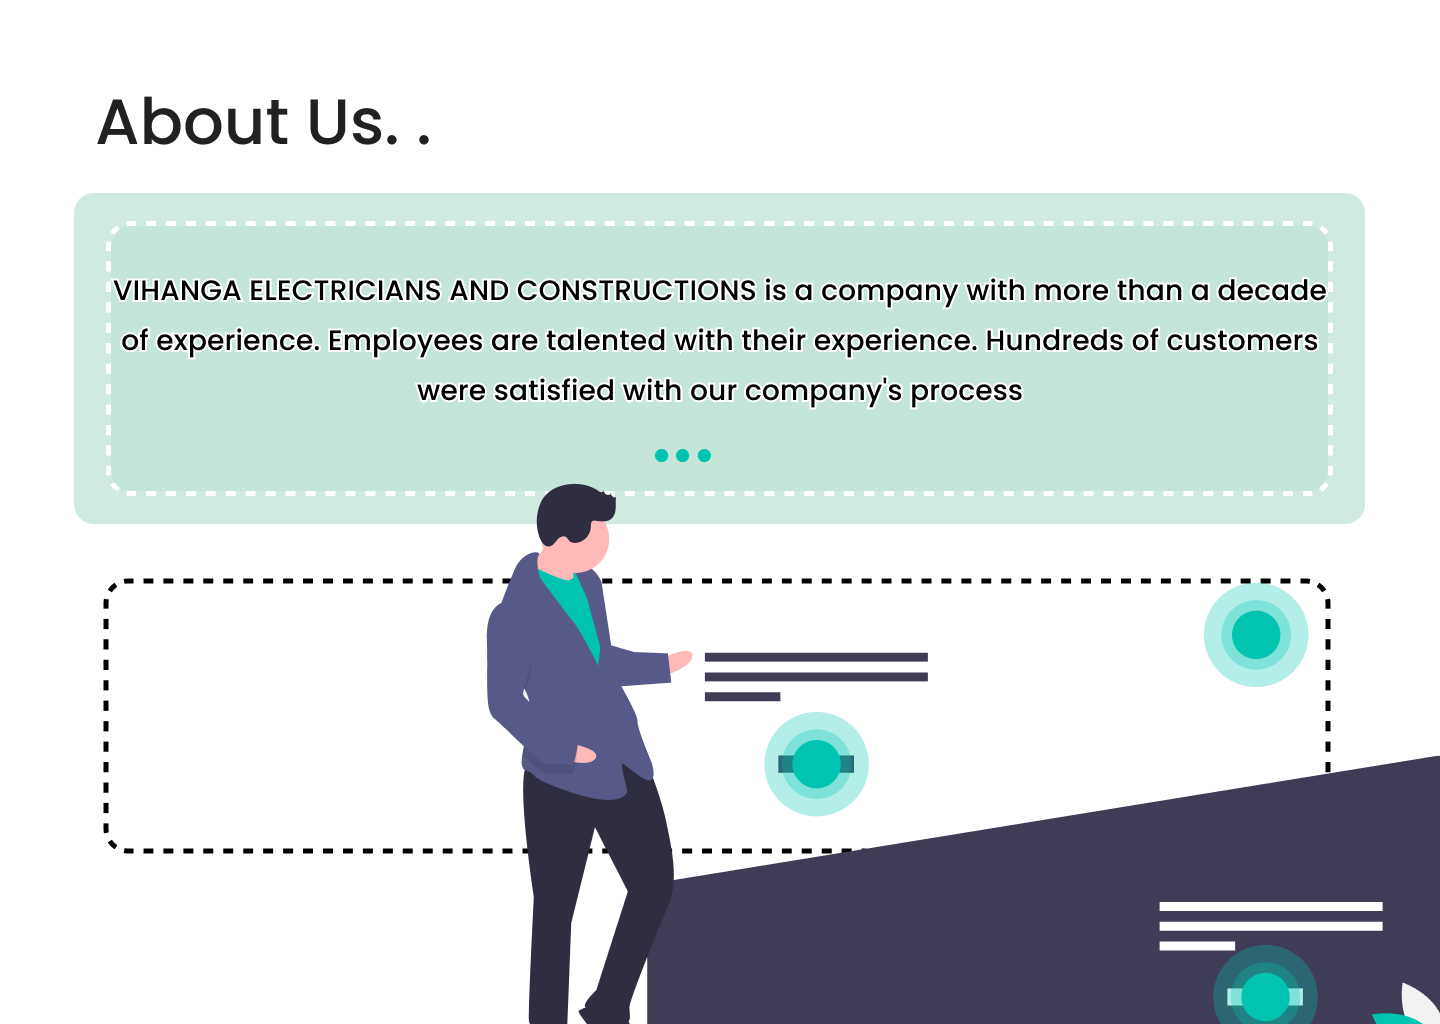 About Us. .
VIHANGA ELECTRICIANS AND CONSTRUCTIONS is a company with more than a decade
of experience. Employees are talented with their experience. Hundreds of customers
were satisfied with our company's process